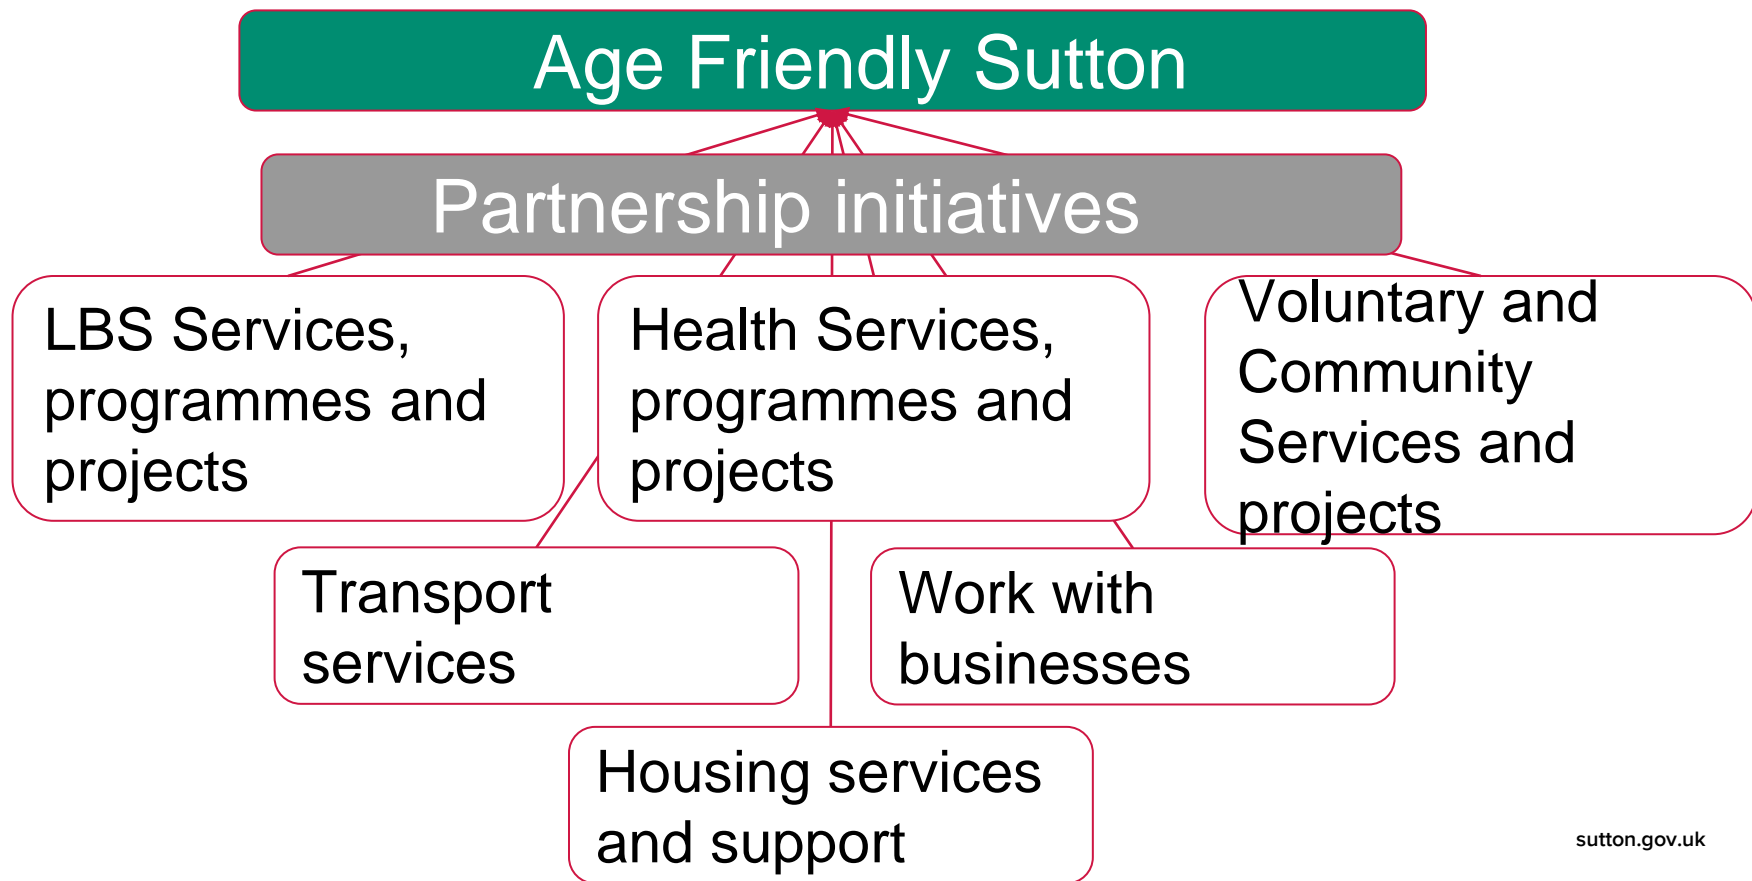 Age Friendly Sutton
Partnership initiatives
LBS Services,
programmes and
projects
Health Services,
programmes and
projects
Voluntary and
Community
Services and
projects
Transport
services
Work with
businesses
Housing services
and support
sutton.gov.uk